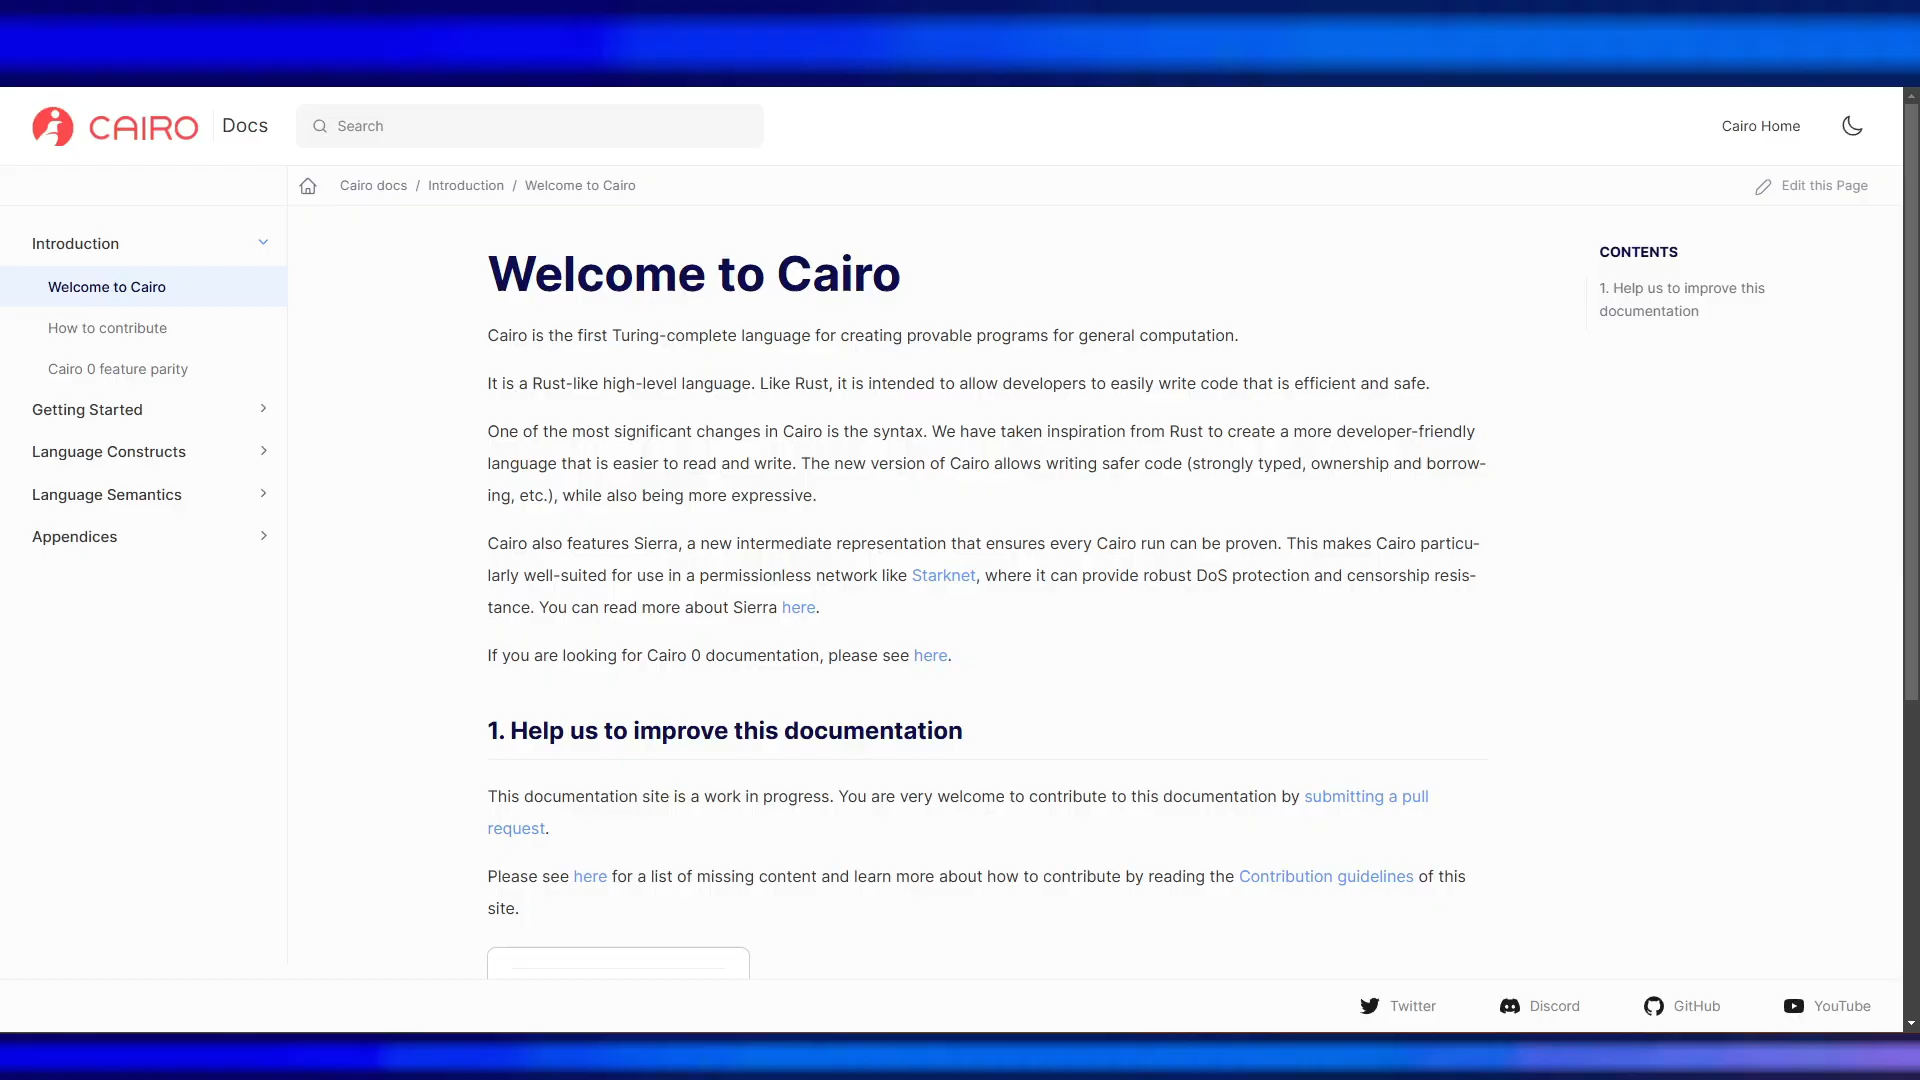 CAIRO Docs
Search
Cairo Home
Cairo docs / Introduction / Welcome to Cairo
Edit this Page
Introduction
Welcome to Cairo
How to contribute
Cairo 0 feature parity
Getting Started
Language Constructs
Language Semantics
Appendices
Welcome to Cairo
Cairo is the first Turing-complete language for creating provable programs for general computation.
It is a Rust-like high-level language. Like Rust, it is intended to allow developers to easily write code that is efficient and safe.
One of the most significant changes in Cairo is the syntax. We have taken inspiration from Rust to create a more developer-friendly
language that is easier to read and write. The new version of Cairo allows writing safer code (strongly typed, ownership and borrow-
ing, etc.), while also being more expressive.
Cairo also features Sierra, a new intermediate representation that ensures every Cairo run can be proven. This makes Cairo particu-
larly well-suited for use in a permissionless network like Starknet, where it can provide robust DoS protection and censorship resis-
tance. You can read more about Sierra here.
If you are looking for Cairo 0 documentation, please see here.
1. Help us to improve this documentation
This documentation site is a work in progress. You are very welcome to contribute to this documentation by submitting a pull
request.
Please see here for a list of missing content and learn more about how to contribute by reading the Contribution guidelines of this
site.
CONTENTS
1. Help us to improve this
documentation
Twitter
Discord
GitHub
YouTube